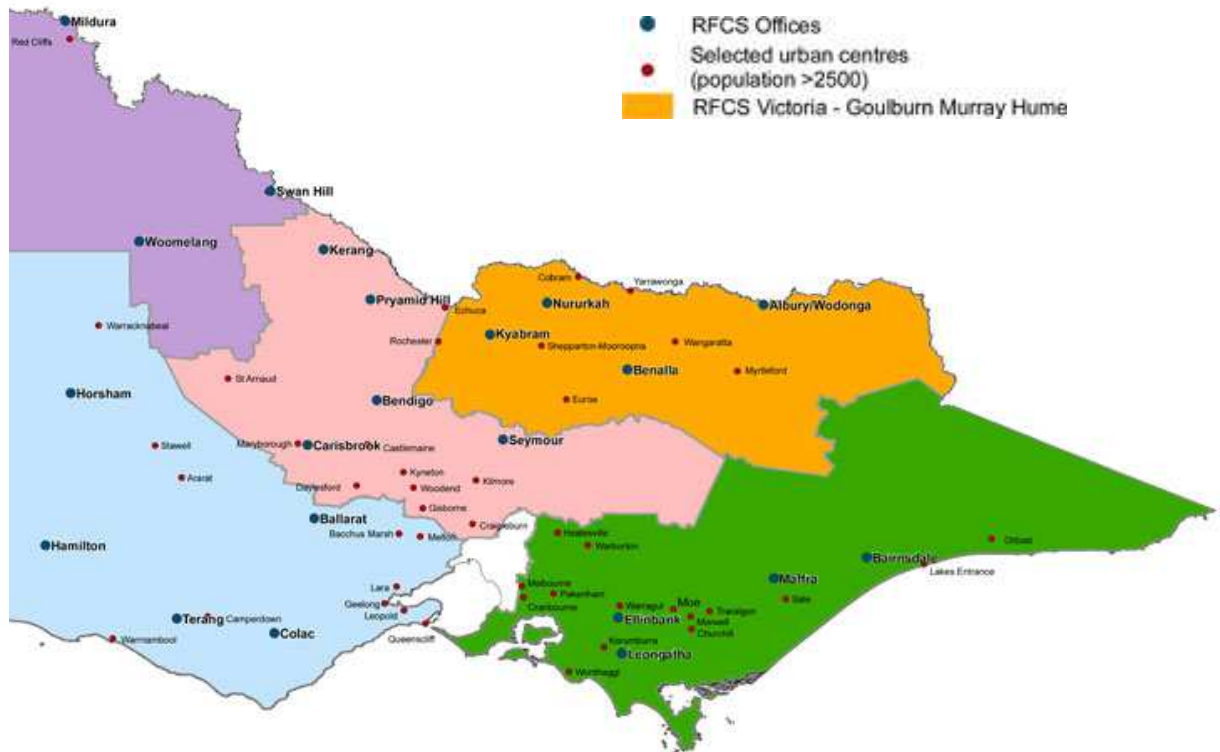 Mildura
Red Cliffs
RFCS Offices
Selected urban centres
(population >2500)
RFCS Victoria - Goulburn Murray Hume
Swan Hill
Woomelang
Kerang
Cobram
Yarrawonga
Pryamid Hill
Echuca
Nururkah
Albury/Wodonga
Warracknabeal
Kyabram
Rochester
Shepparton-Mooroopna
Wangaratta
Benalla
Myrtleford
St Arnaud
Horsham
Bendigo
Euroa
Seymour
Stawell
Maryborough
Carisbrook
Castlemaine
Ararat
Kyneton
Kilmore
Daylesford
Woodend
Gisborne
Ballarat
Craigieburn
Bacchus Marsh
Melton
Healesville
Warburton
Orbost
Hamilton
Bairnsdale
Lakes Entrance
Lara
Melbourne
Pakenham
Maffra
Geelong
Cranbourne
Sale
Leopold
Warragul
Moe
Traralgon
Terang
Camperdown
Ellinbank
Morwell
Queenscliff
Churchill
Warrnambool
Colac
Korumburra
Leongatha
Wonthaggi